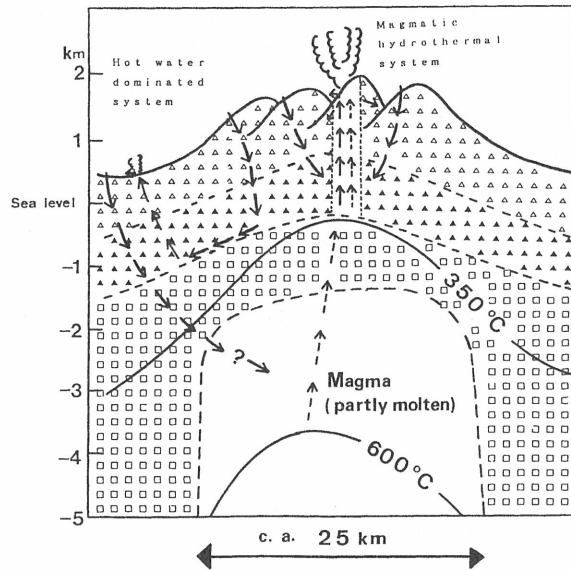 km
2
1
Sea level
-1
-2
-3
-4
-5
Hot water
dominated
system
Magmatic
hydrothermal
system
350°C
?
Magma
(partly molten)
600°C
c. a. 25 km